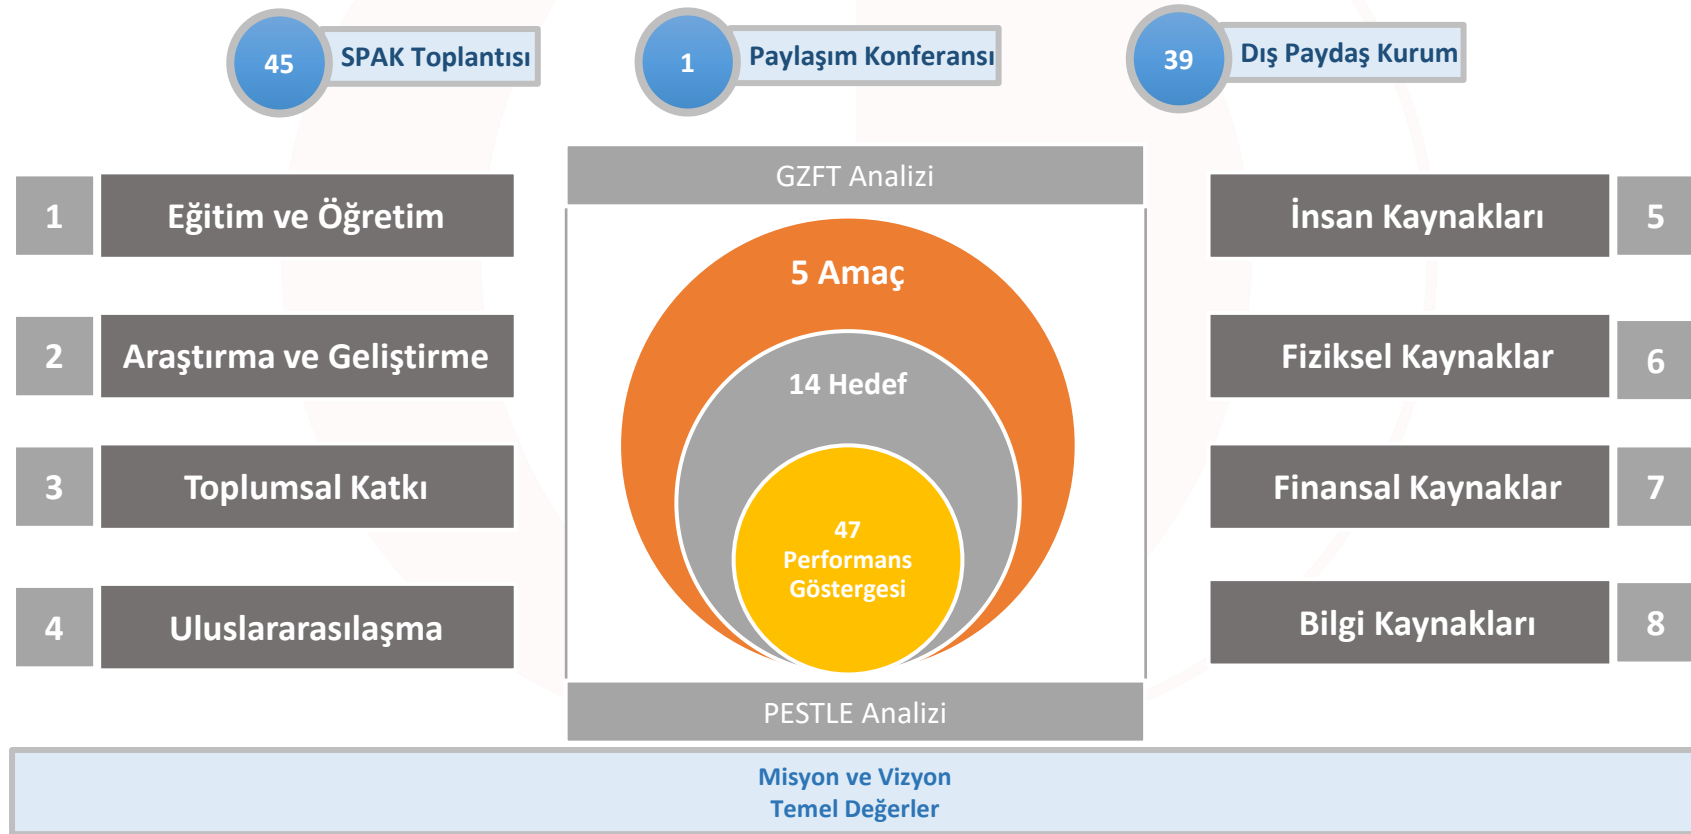 45 SPAK Toplantısı
1 Paylaşım Konferansı
39 Dış Paydaş Kurum
1 Eğitim ve Öğretim
2 Araştırma ve Geliştirme
3 Toplumsal Katkı
4 Uluslararasılaşma
GZFT Analizi
5 Amaç
14 Hedef
47
Performans
Göstergesi
PESTLE Analizi
İnsan Kaynakları 5
Fiziksel Kaynaklar 6
Finansal Kaynaklar 7
Bilgi Kaynakları 8
Misyon ve Vizyon
Temel Değerler